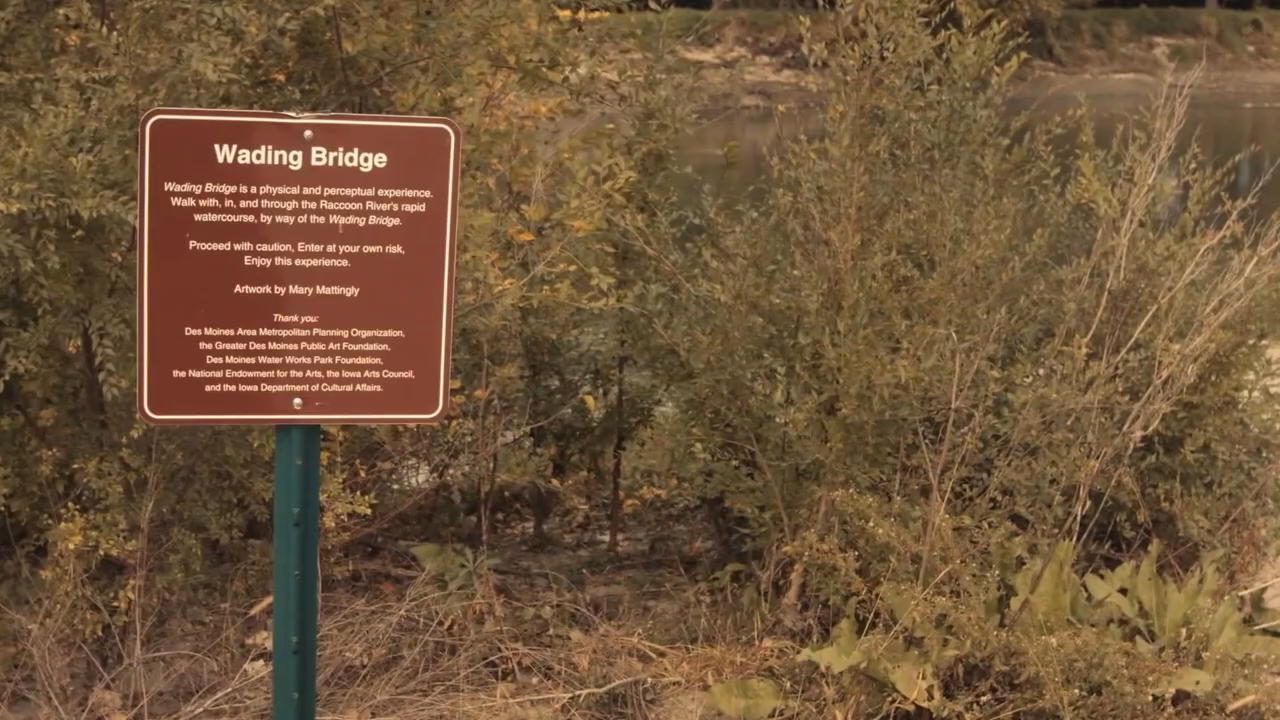 Wading Bridge
Wading Bridge is a physical and perceptual experience.
Walk with, in, and through the Raccoon River's rapid
watercourse, by way of the Wading Bridge.
Proceed with caution, Enter at your own risk,
Enjoy this experience.
Artwork by Mary Mattingly
Thank you:
Des Moines Area Metropolitan Planning Organization,
the Greater Des Moines Public Art Foundation,
Des Moines Water Works Park Foundation,
the National Endowment for the Arts, the Iowa Arts Council,
and the Iowa Department of Cultural Affairs.